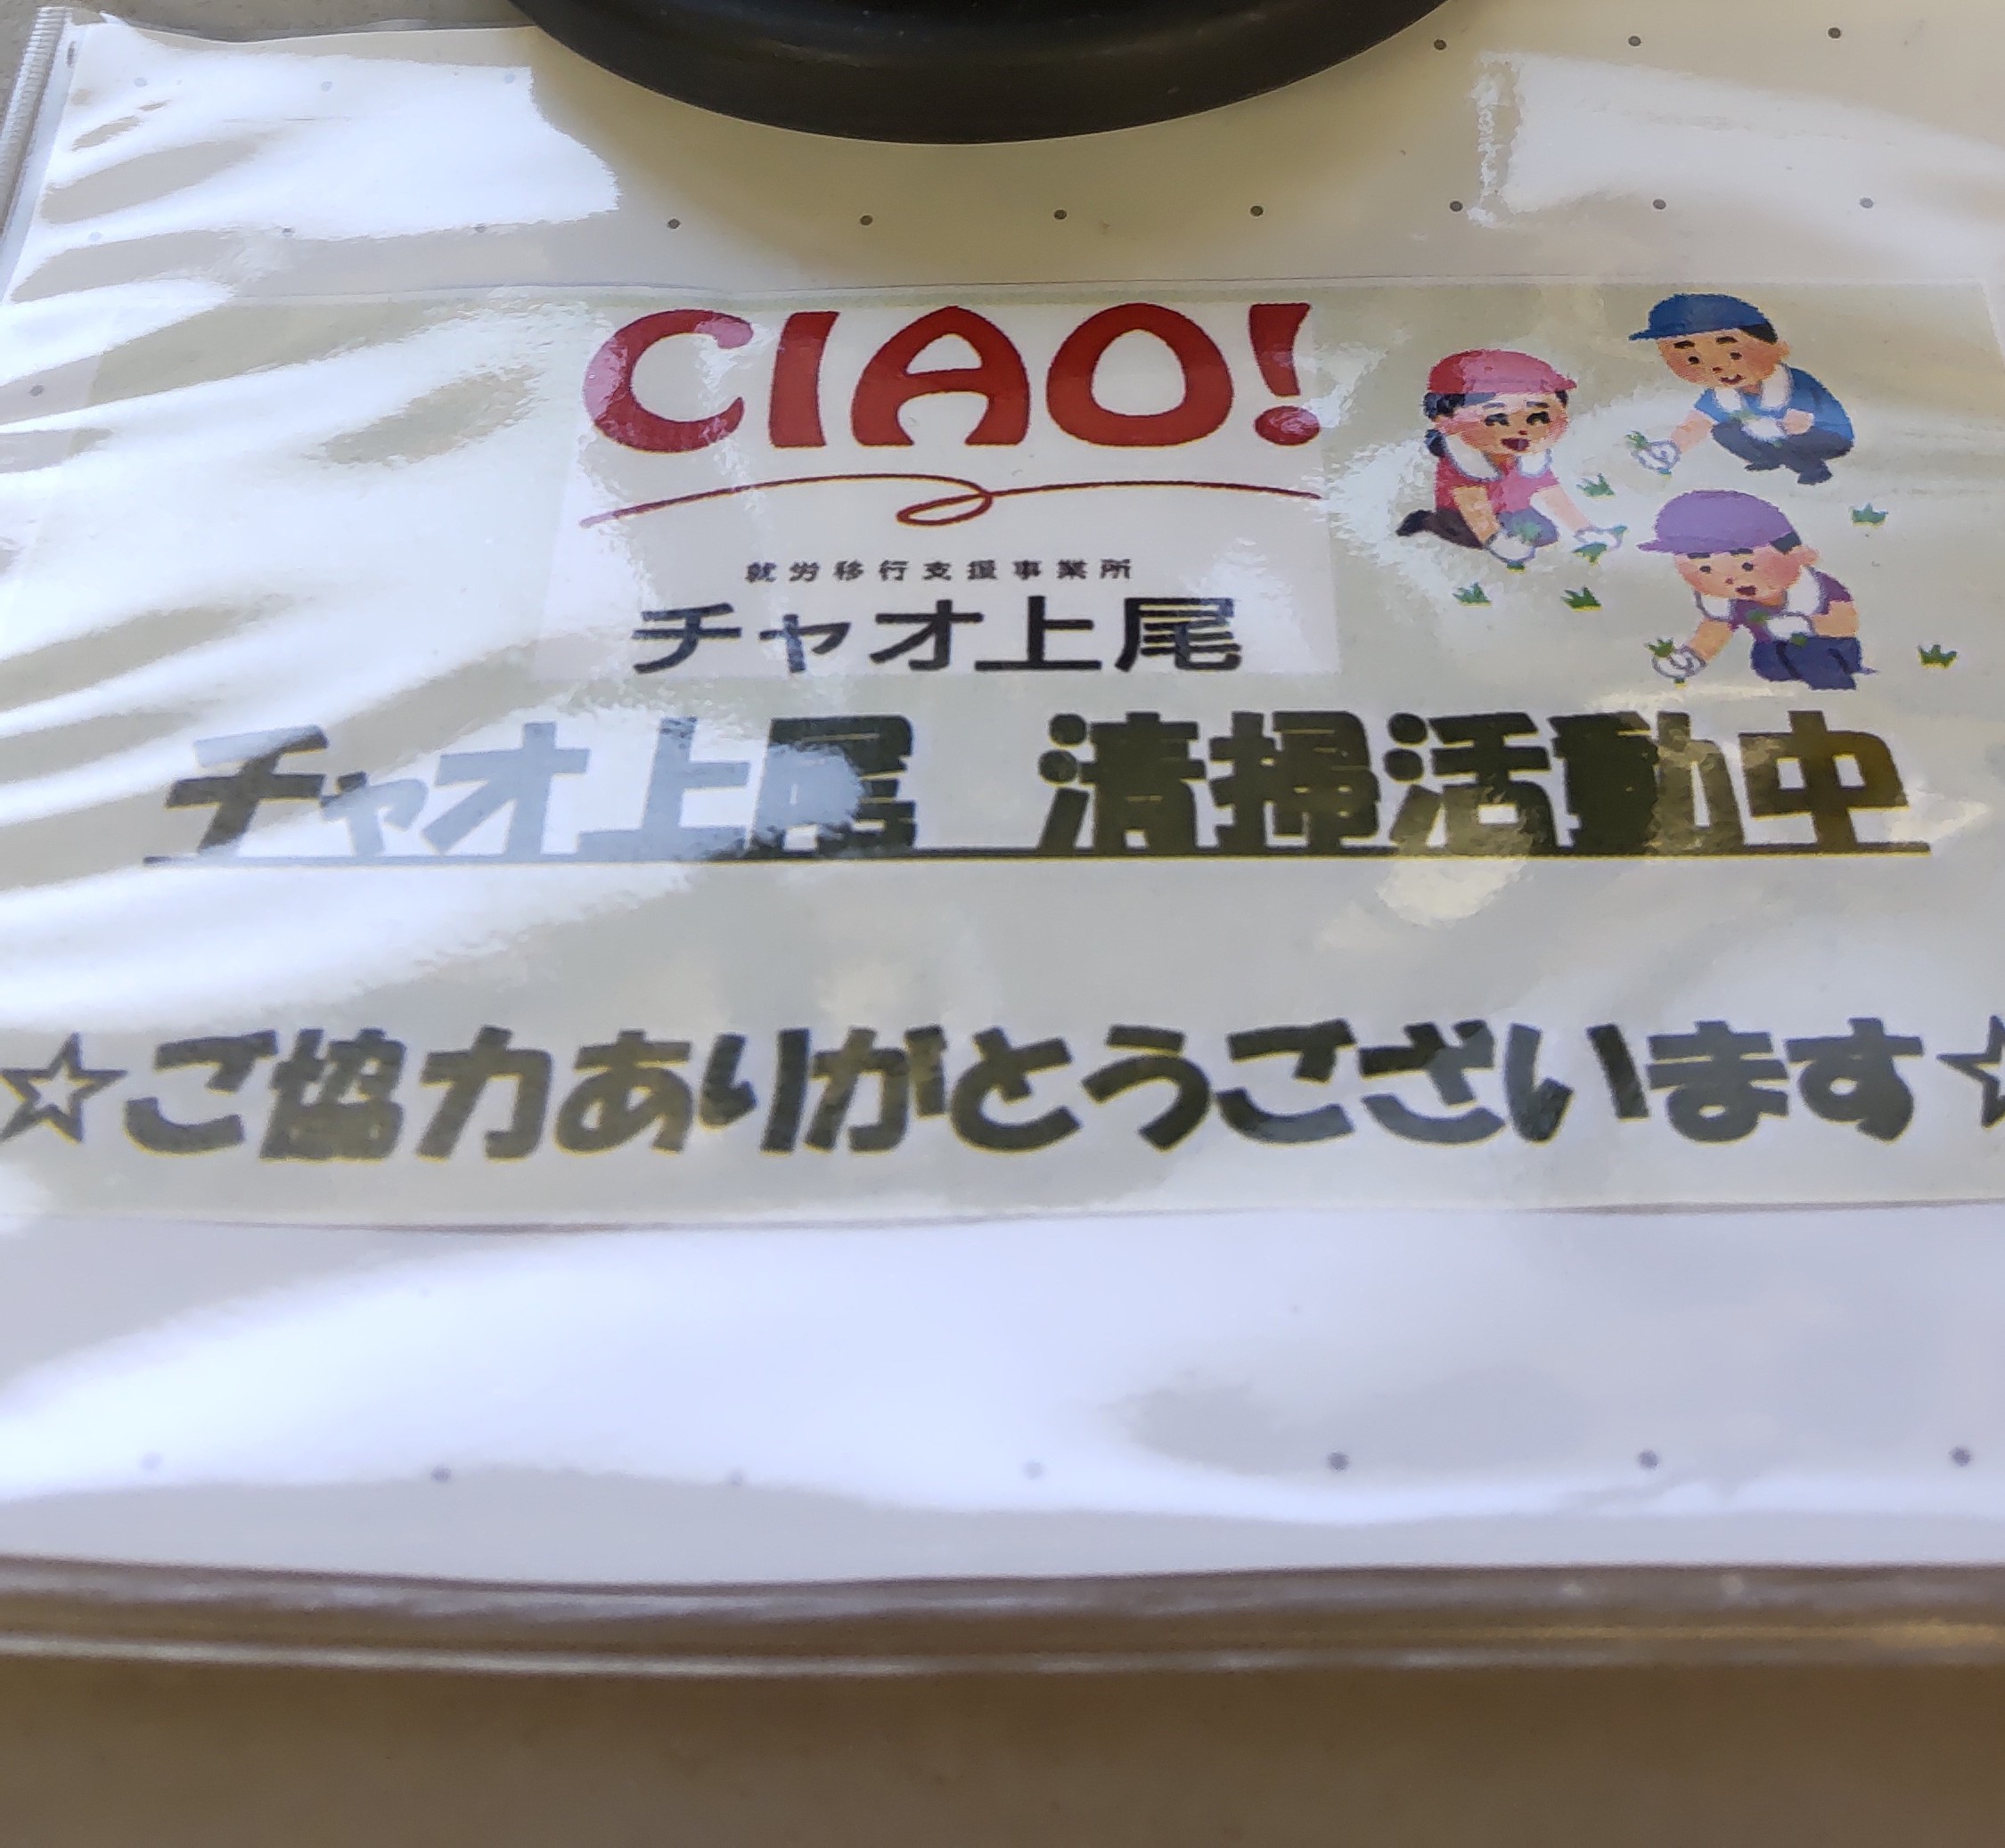 CIAO!
就労移行支援事業所
チャオ上尾
チャオ上尾 清掃活動中
☆ご協力ありがとうございます☆